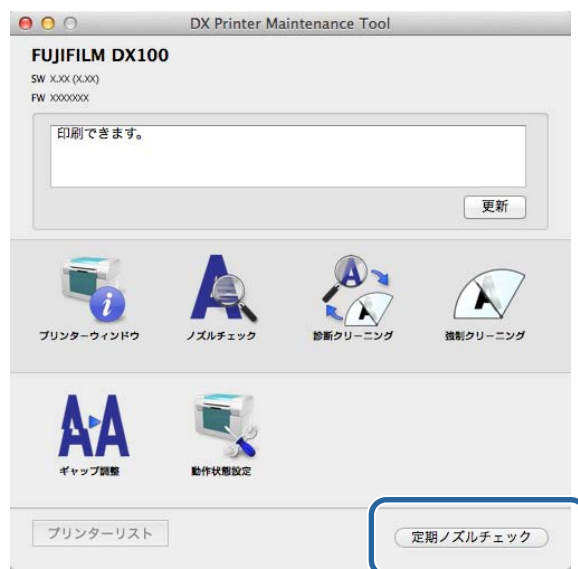 DX Printer Maintenance Tool
FUJIFILM DX100
SW X.XX (X.XX)
FW XXXXXXX
印刷できます。
更新
プリンターウィンドウ
ノズルチェック
診断クリーニング
強制クリーニング
ギャップ調整
動作状態設定
プリンターリスト
定期ノズルチェック